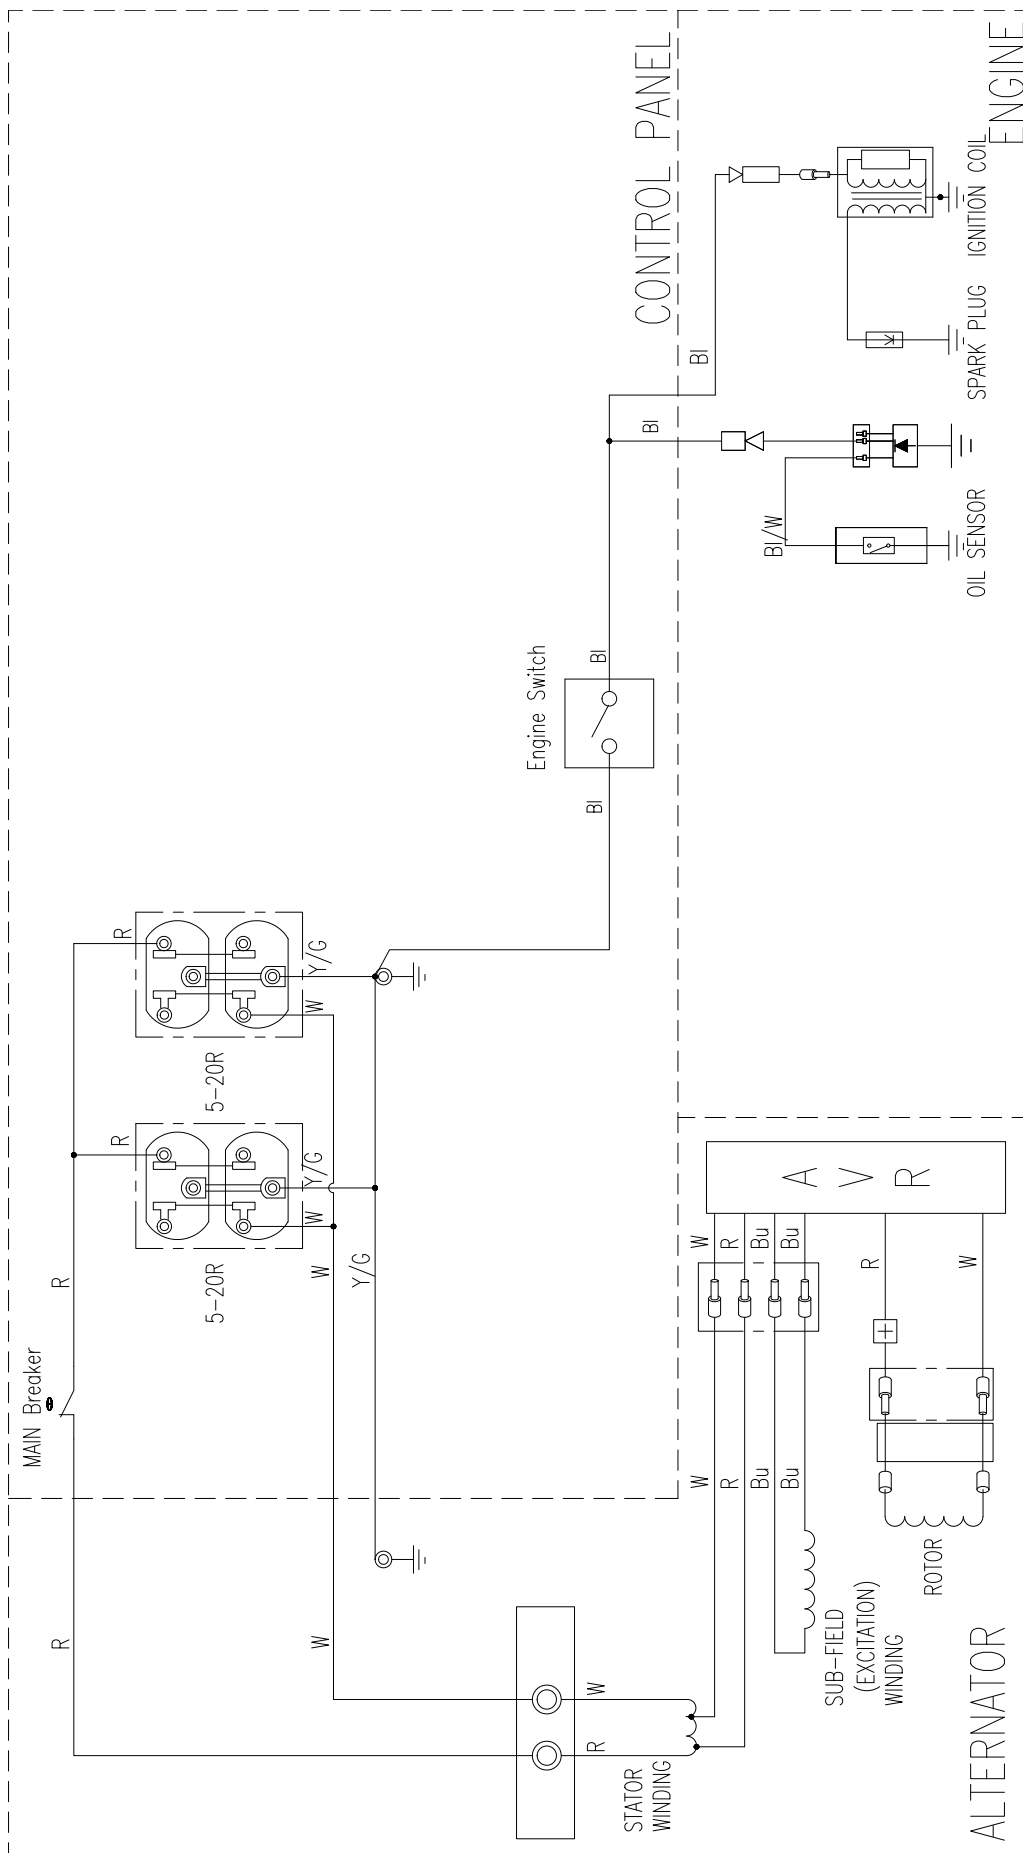 CONTROL PANEL
ENGINE
IGNITION COIL
SPARK PLUG
OIL SENSOR
Bl
Bl
Bl/W
Engine Switch
Bl
Bl
R
Y/G
W
5-20R
R
Y/G
W
5-20R
R
W
Y/G
MAIN Breaker
R
W
STATOR
WINDING
W
R
A V R
W
R
Bu
Bu
R
W
W
R
Bu
Bu
SUB-FIELD
(EXCITATION)
WINDING
ROTOR
ALTERNATOR